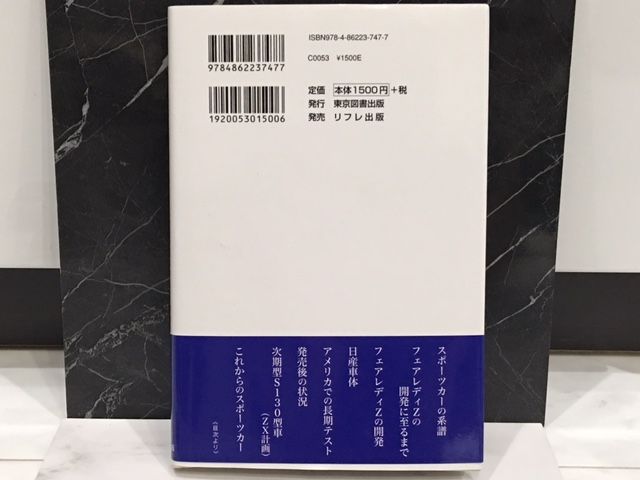 ISBN978-4-86223-747-7
C0053 ¥1500E
9784862237477
定価 本体1500円+税
発行 東京図書出版
発売 リフレ出版
1920053015006
スポーツカーの系譜
フェアレディZの
開発に至るまで
フェアレディZの開発
日産車体
アメリカでの長期テスト
発売後の状況
次期型S130型車
(ZX計画)
これからのスポーツカー
(目次より)